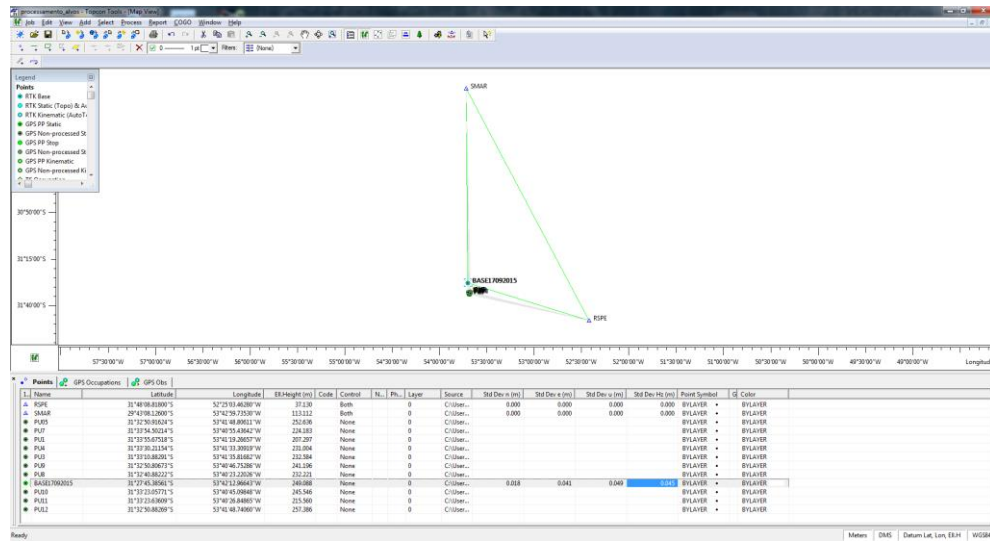 processamento_alvos - Topcon Tools - [Map View]
Job Edit View Add Select Process Report COGO Window Help
0 1 pt Filters: (None)
Legend
Points
RTK Base
RTK Static (Topo) & Au
RTK Kinematic (AutoT
GPS PP Static
GPS Non-processed St
GPS PP Stop
GPS Non-processed St
GPS PP Kinematic
GPS Non-processed Ki
SMAR
30°50'00"S
31°15'00"S
BASE17092015
31°40'00"S
RSPE
57°30'00"W 57°00'00"W 56°30'00"W 56°00'00"W 55°30'00"W 55°00'00"W 54°30'00"W 54°00'00"W 53°30'00"W 53°00'00"W 52°30'00"W 52°00'00"W 51°30'00"W 51°00'00"W 50°30'00"W 50°00'00"W 49°30'00"W 49°00'00"W Longitud
Points GPS Occupations GPS Obs
I... Name Latitude Longitude Ell.Height (m) Code Control N... Ph... Layer Source Std Dev n (m) Std Dev e (m) Std Dev u (m) Std Dev Hz (m) Point Symbol G Color
RSPE 31°48'08.81800"S 52°25'03.46280"W 37.130 Both 0 C:\User... 0.000 0.000 0.000 0.000 BYLAYER BYLAYER
SMAR 29°43'08.12600"S 53°42'59.73530"W 113.112 Both 0 C:\User... 0.000 0.000 0.000 0.000 BYLAYER BYLAYER
PU05 31°32'50.91624"S 53°41'48.80611"W 252.636 None 0 C:\User... BYLAYER BYLAYER
PU7 31°33'54.50214"S 53°40'55.43642"W 224.183 None 0 C:\User... BYLAYER BYLAYER
PU1 31°33'55.67518"S 53°41'19.26657"W 207.297 None 0 C:\User... BYLAYER BYLAYER
PU4 31°33'30.21154"S 53°41'33.30919"W 231.004 None 0 C:\User... BYLAYER BYLAYER
PU3 31°33'10.88291"S 53°41'35.81682"W 232.584 None 0 C:\User... BYLAYER BYLAYER
PU9 31°32'50.80673"S 53°40'46.75286"W 241.196 None 0 C:\User... BYLAYER BYLAYER
PU8 31°32'40.88222"S 53°40'23.22026"W 232.221 None 0 C:\User... BYLAYER BYLAYER
BASE17092015 31°27'45.38561"S 53°42'12.96643"W 249.088 None 0 C:\User... 0.018 0.041 0.049 0.045 BYLAYER BYLAYER
PU10 31°33'23.05771"S 53°40'45.09848"W 245.546 None 0 C:\User... BYLAYER BYLAYER
PU11 31°33'23.63609"S 53°40'26.84865"W 215.560 None 0 C:\User... BYLAYER BYLAYER
PU12 31°32'50.88269"S 53°41'48.74060"W 257.386 None 0 C:\User... BYLAYER BYLAYER
Ready Meters DMS Datum Lat, Lon, Ell.H WGS84